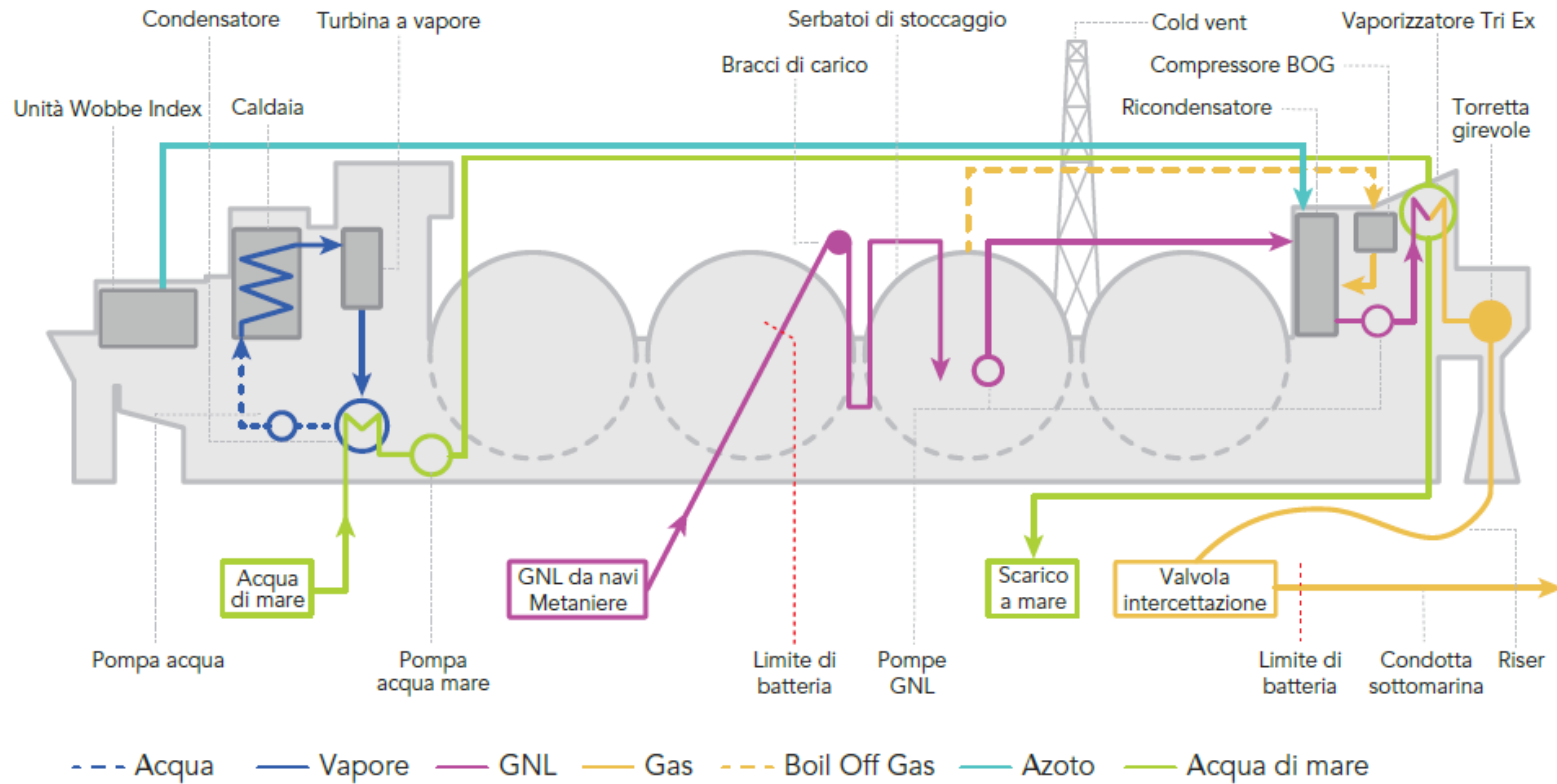 Condensatore
Turbina a vapore
Serbatoi di stoccaggio
Cold vent
Vaporizzatore Tri Ex
Bracci di carico
Compressore BOG
Unità Wobbe Index
Caldaia
Ricondensatore
Torretta
girevole
Acqua
di mare
GNL da navi
Metaniere
Scarico
a mare
Valvola
intercettazione
Pompa acqua
Pompa
acqua mare
Limite di
batteria
Pompe
GNL
Limite di
batteria
Condotta
sottomarina
Riser
Acqua
Vapore
GNL
Gas
Boil Off Gas
Azoto
Acqua di mare